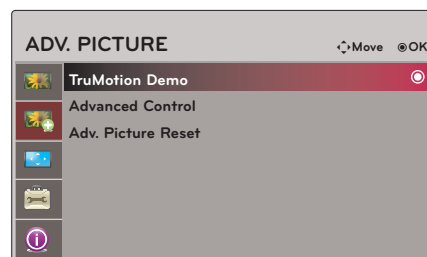 ADV. PICTURE
Move OK
TruMotion Demo
Advanced Control
Adv. Picture Reset